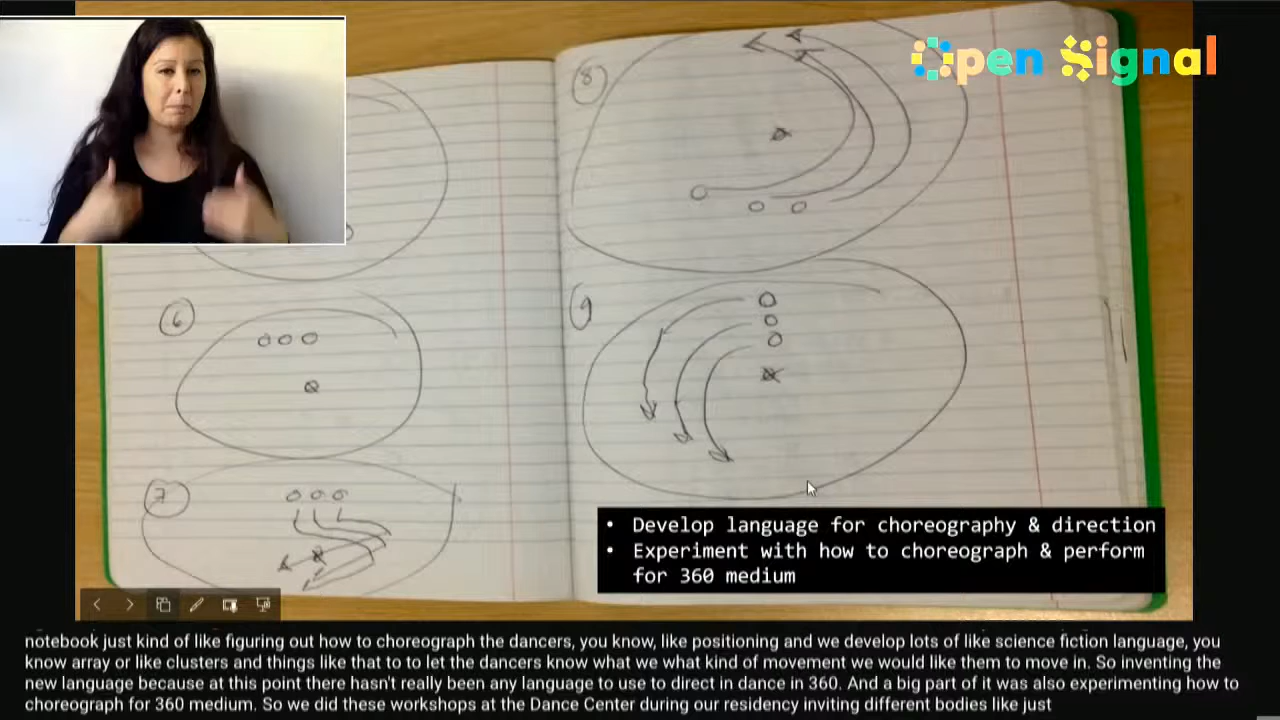 Open Signal
8
6
9
7
• Develop language for choreography & direction
• Experiment with how to choreograph & perform
for 360 medium
notebook just kind of like figuring out how to choreograph the dancers, you know, like positioning and we develop lots of like science fiction language, you
know array or like clusters and things like that to to let the dancers know what we what kind of movement we would like them to move in. So inventing the
new language because at this point there hasn't really been any language to use to direct in dance in 360. And a big part of it was also experimenting how to
choreograph for 360 medium. So we did these workshops at the Dance Center during our residency inviting different bodies like just